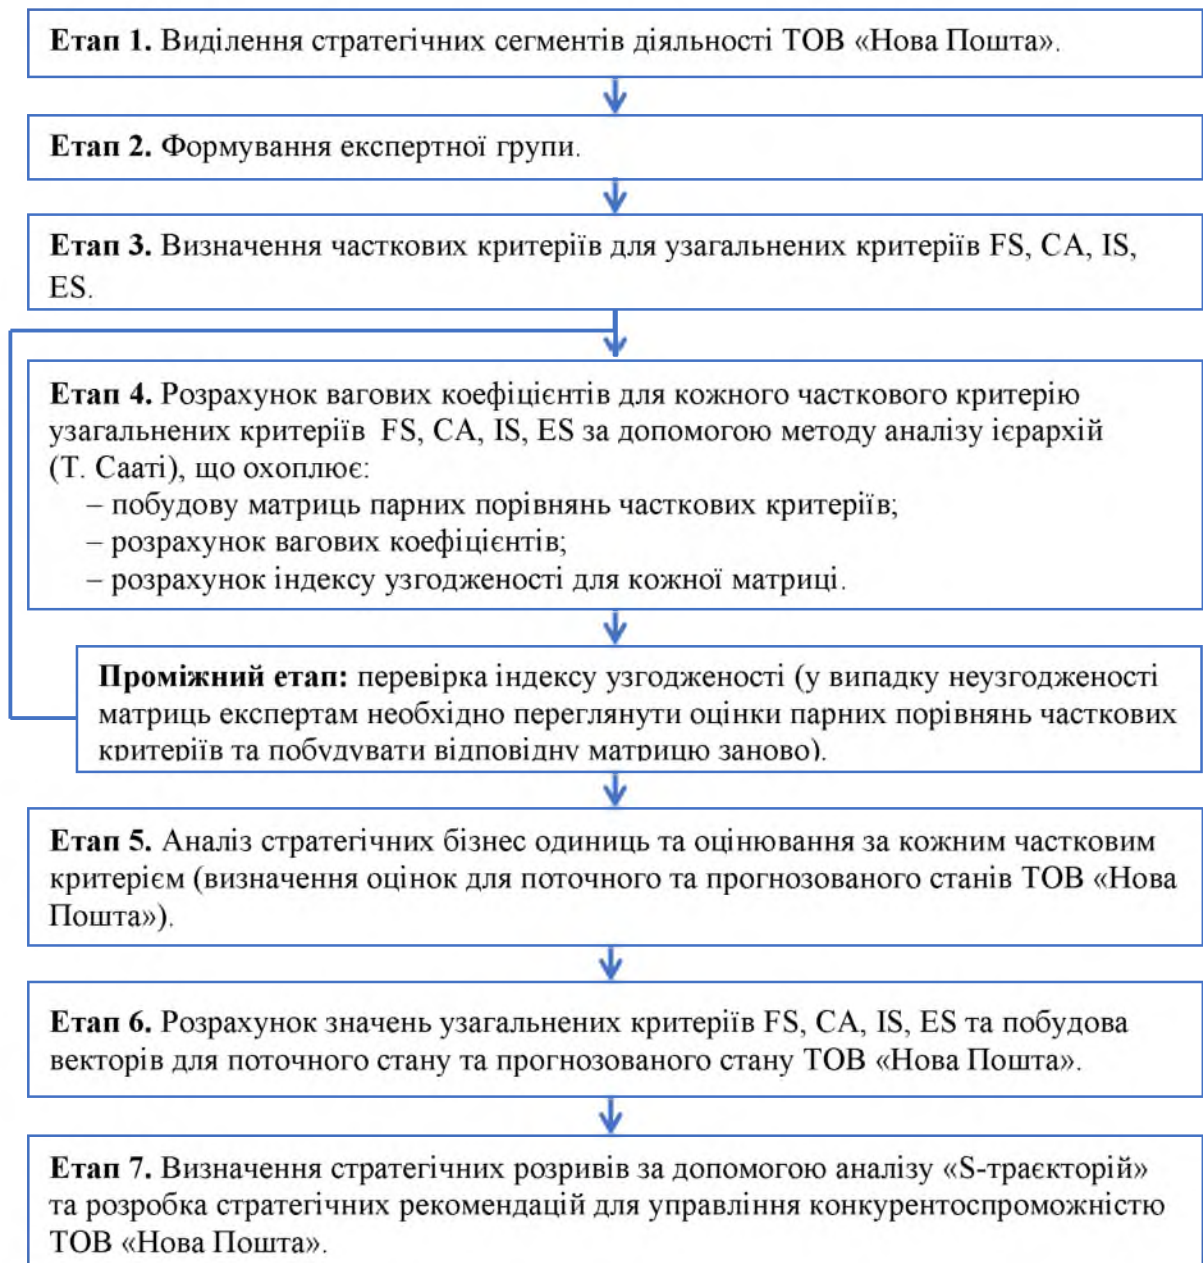 Етап 1. Виділення стратегічних сегментів діяльності ТОВ «Нова Пошта».
Етап 2. Формування експертної групи.
Етап 3. Визначення часткових критеріїв для узагальнених критеріїв FS, CA, IS,
ES.
Етап 4. Розрахунок вагових коефіцієнтів для кожного часткового критерію
узагальнених критеріїв FS, CA, IS, ES за допомогою методу аналізу ієрархій
(Т. Сааті), що охоплює:
– побудову матриць парних порівнянь часткових критеріїв;
– розрахунок вагових коефіцієнтів;
– розрахунок індексу узгодженості для кожної матриці.
Проміжний етап: перевірка індексу узгодженості (у випадку неузгодженості
матриць експертам необхідно переглянути оцінки парних порівнянь часткових
критеріїв та побудувати відповідну матрицю заново).
Етап 5. Аналіз стратегічних бізнес одиниць та оцінювання за кожним частковим
критерієм (визначення оцінок для поточного та прогнозованого станів ТОВ «Нова
Пошта»).
Етап 6. Розрахунок значень узагальнених критеріїв FS, CA, IS, ES та побудова
векторів для поточного стану та прогнозованого стану ТОВ «Нова Пошта».
Етап 7. Визначення стратегічних розривів за допомогою аналізу «S-траєкторій»
та розробка стратегічних рекомендацій для управління конкурентоспроможністю
ТОВ «Нова Пошта».